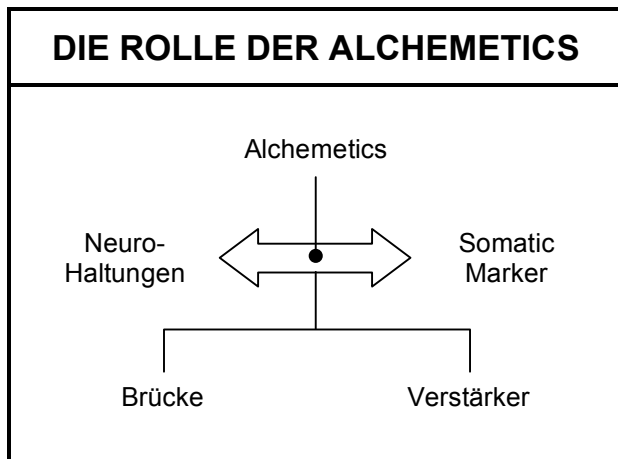 DIE ROLLE DER ALCHEMETICS
Alchemetics
Neuro-
Haltungen
Somatic
Marker
Brücke
Verstärker